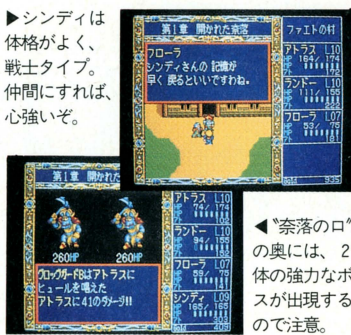 ▶シンディは
体格がよく、
戦士タイプ。
仲間にすれば、
心強いぞ。
第1章 開かれた奈落
フローラ
シンディさんの 記憶が
早く 戻るといいですわね。
ファエトの村
アトラス L10
HP 164/174
ランドー L10
HP 111/155
フローラ L07
HP 53/75
935
第1章 開かれた
260HP 260HP
クロッグガードBはアトラスに
ヒュールを唱えた
アトラスに41のダメージ!!
アトラス L10
74/174
ランドー L10
94/155
フローラ L07
59/75
シンディ L09
165/165
409
◀〝奈落の口〟
の奥には、2
体の強力なボ
スが出現する
ので注意。